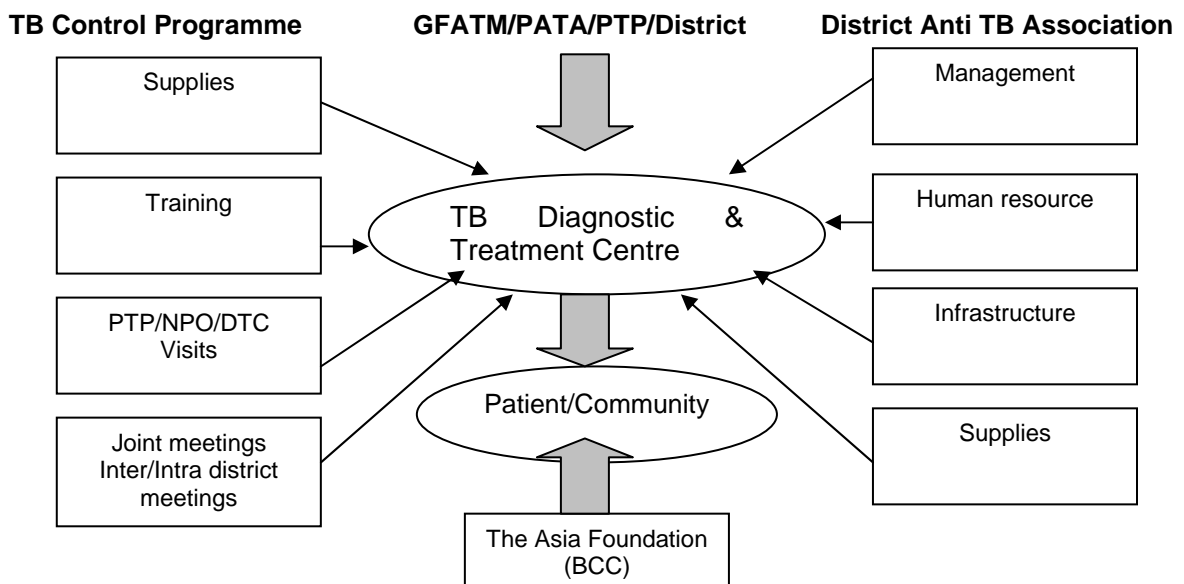 TB Control Programme
GFATM/PATA/PTP/District
District Anti TB Association
Supplies
Management
Training
TB Diagnostic &
Treatment Centre
Human resource
PTP/NPO/DTC
Visits
Infrastructure
Patient/Community
Joint meetings
Inter/Intra district
meetings
Supplies
The Asia Foundation
(BCC)